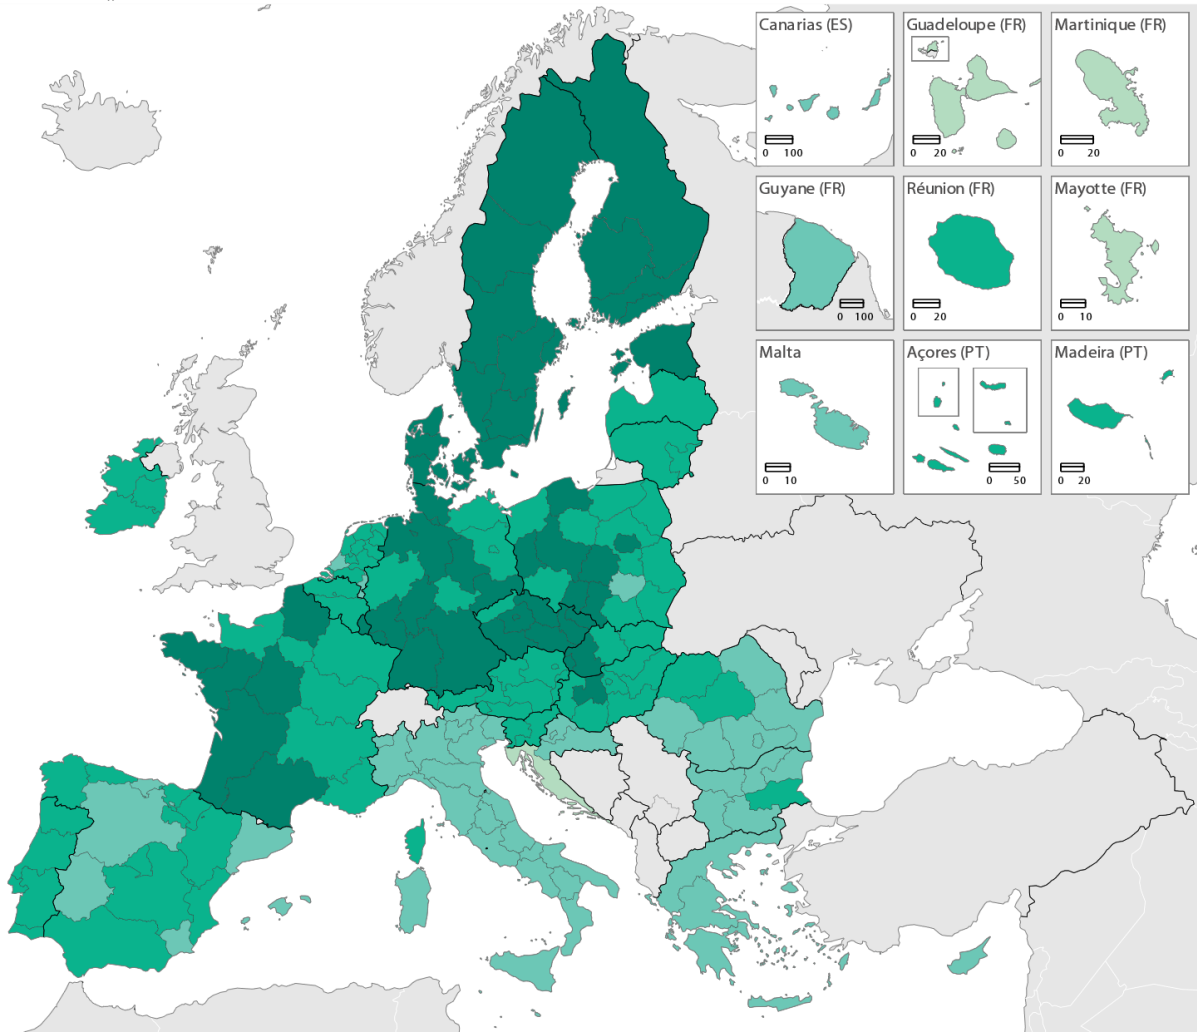 Canarias (ES)
0 100
Guadeloupe (FR)
0 20
Martinique (FR)
0 20
Guyane (FR)
0 100
Réunion (FR)
0 20
Mayotte (FR)
0 10
Malta
0 10
Açores (PT)
0 50
Madeira (PT)
0 20